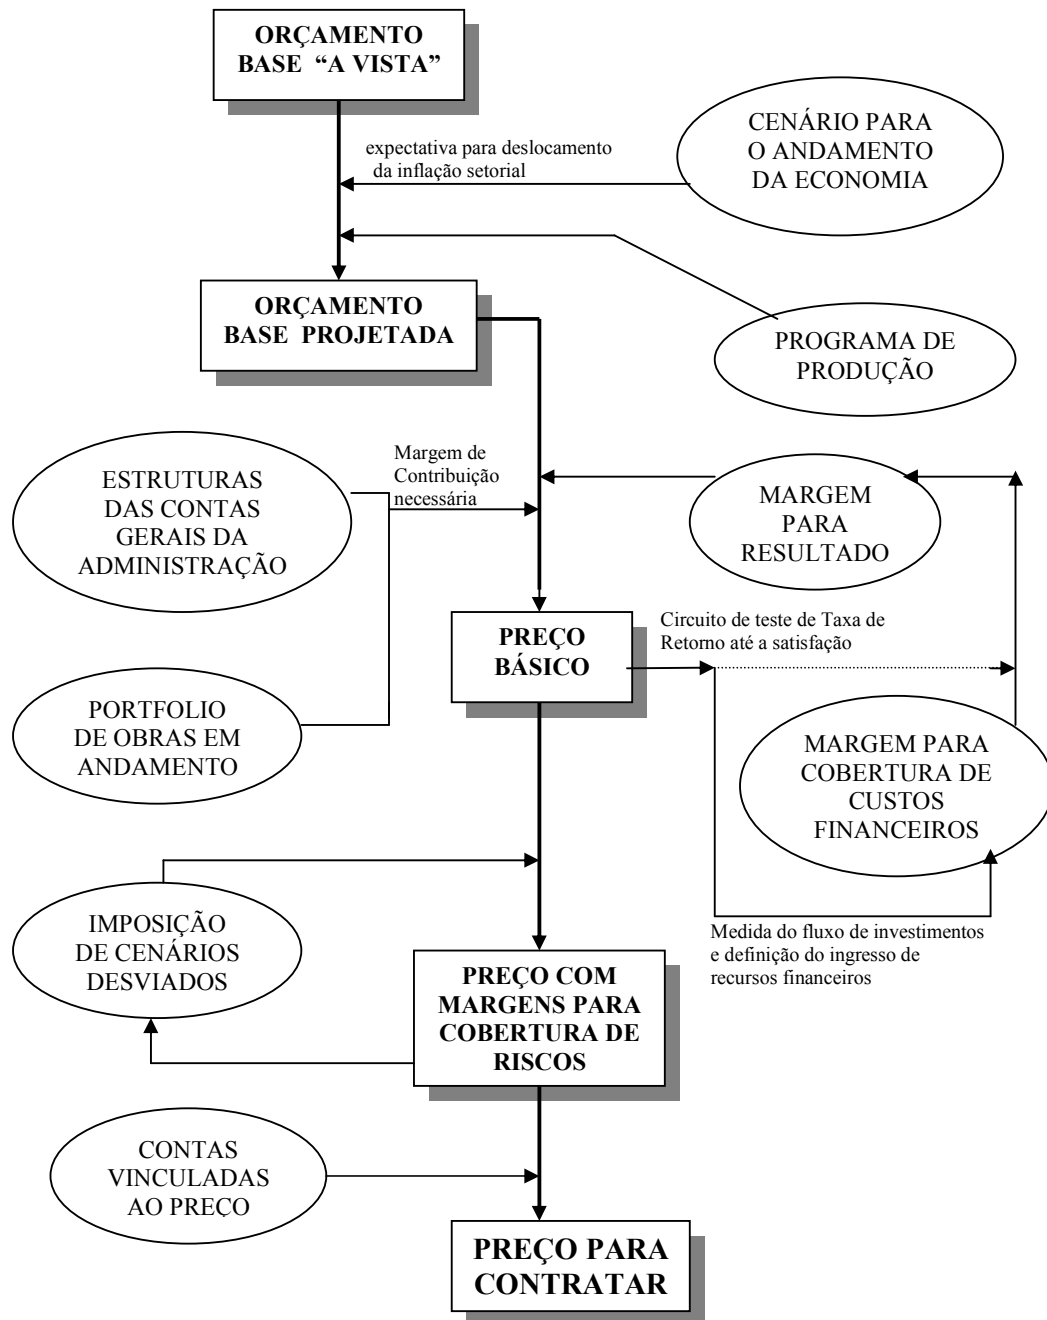 ORÇAMENTO
BASE “A VISTA”
CENÁRIO PARA
O ANDAMENTO
DA ECONOMIA
expectativa para deslocamento
da inflação setorial
ORÇAMENTO
BASE PROJETADA
PROGRAMA DE
PRODUÇÃO
Margem de
Contribuição
necessária
ESTRUTURAS
DAS CONTAS
GERAIS DA
ADMINISTRAÇÃO
MARGEM
PARA
RESULTADO
PREÇO
BÁSICO
Circuito de teste de Taxa de
Retorno até a satisfação
PORTFOLIO
DE OBRAS EM
ANDAMENTO
MARGEM PARA
COBERTURA DE
CUSTOS
FINANCEIROS
IMPOSIÇÃO
DE CENÁRIOS
DESVIADOS
Medida do fluxo de investimentos
e definição do ingresso de
recursos financeiros
PREÇO COM
MARGENS PARA
COBERTURA DE
RISCOS
CONTAS
VINCULADAS
AO PREÇO
PREÇO PARA
CONTRATAR